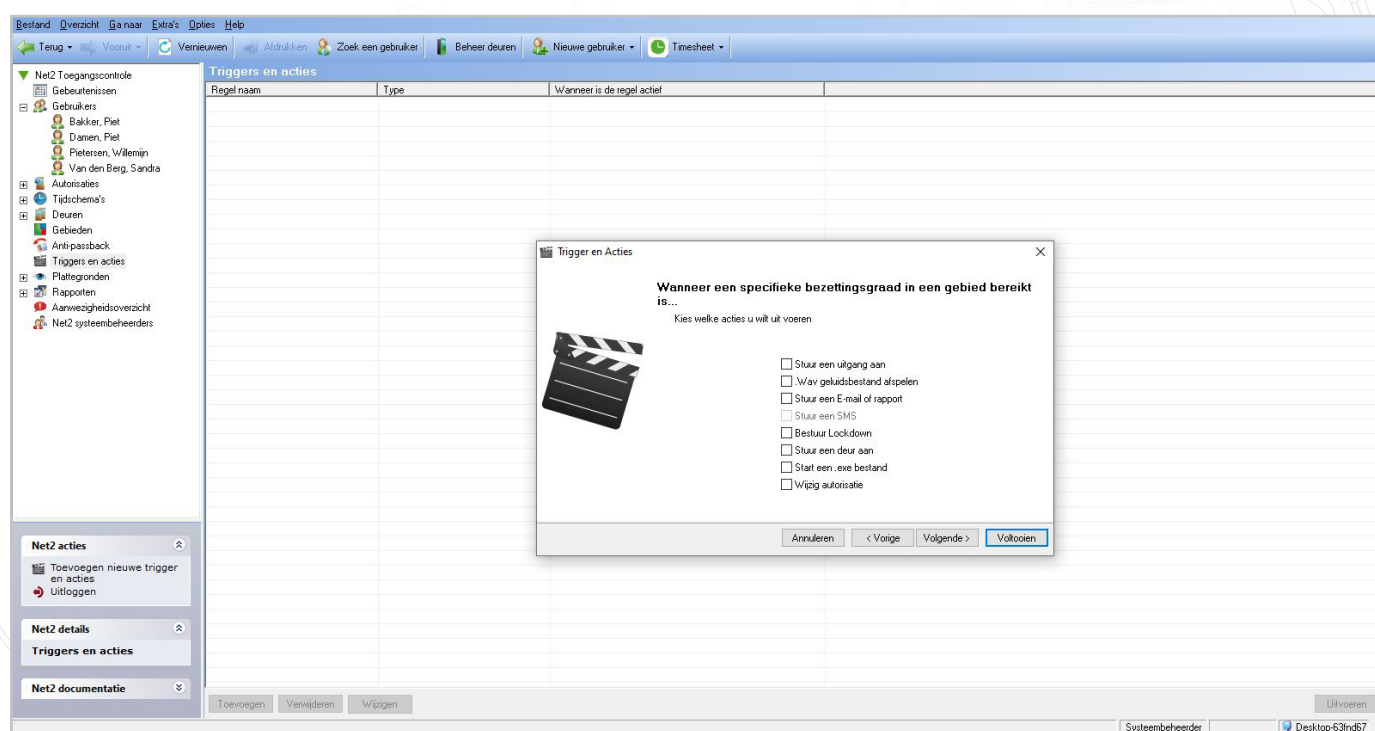 Bestand Overzicht Ga naar Extra's Opties Help
Terug Vooruit Vernieuwen Afdrukken Zoek een gebruiker Beheer deuren Nieuwe gebruiker Timesheet
Net2 Toegangscontrole
Gebeurtenissen
Gebruikers
Bakker, Piet
Damen, Piet
Pietersen, Willemijn
Van den Berg, Sandra
Autorisaties
Tijdschema's
Deuren
Gebieden
Anti-passback
Triggers en acties
Plattegronden
Rapporten
Aanwezigheidsoverzicht
Net2 systeembeheerders
Net2 acties
Toevoegen nieuwe trigger
en acties
Uitloggen
Net2 details
Triggers en acties
Net2 documentatie
Triggers en acties
Regel naam Type Wanneer is de regel actief
Trigger en Acties
Wanneer een specifieke bezettingsgraad in een gebied bereikt
is...
Kies welke acties u wilt uit voeren
Stuur een uitgang aan
.Wav geluidsbestand afspelen
Stuur een E-mail of rapport
Stuur een SMS
Bestuur Lockdown
Stuur een deur aan
Start een .exe bestand
Wijzig autorisatie
Annuleren < Vorige Volgende > Voltooien
Toevoegen Verwijderen Wijzigen Uitvoeren
Systeembeheerder Desktop-63fnd67